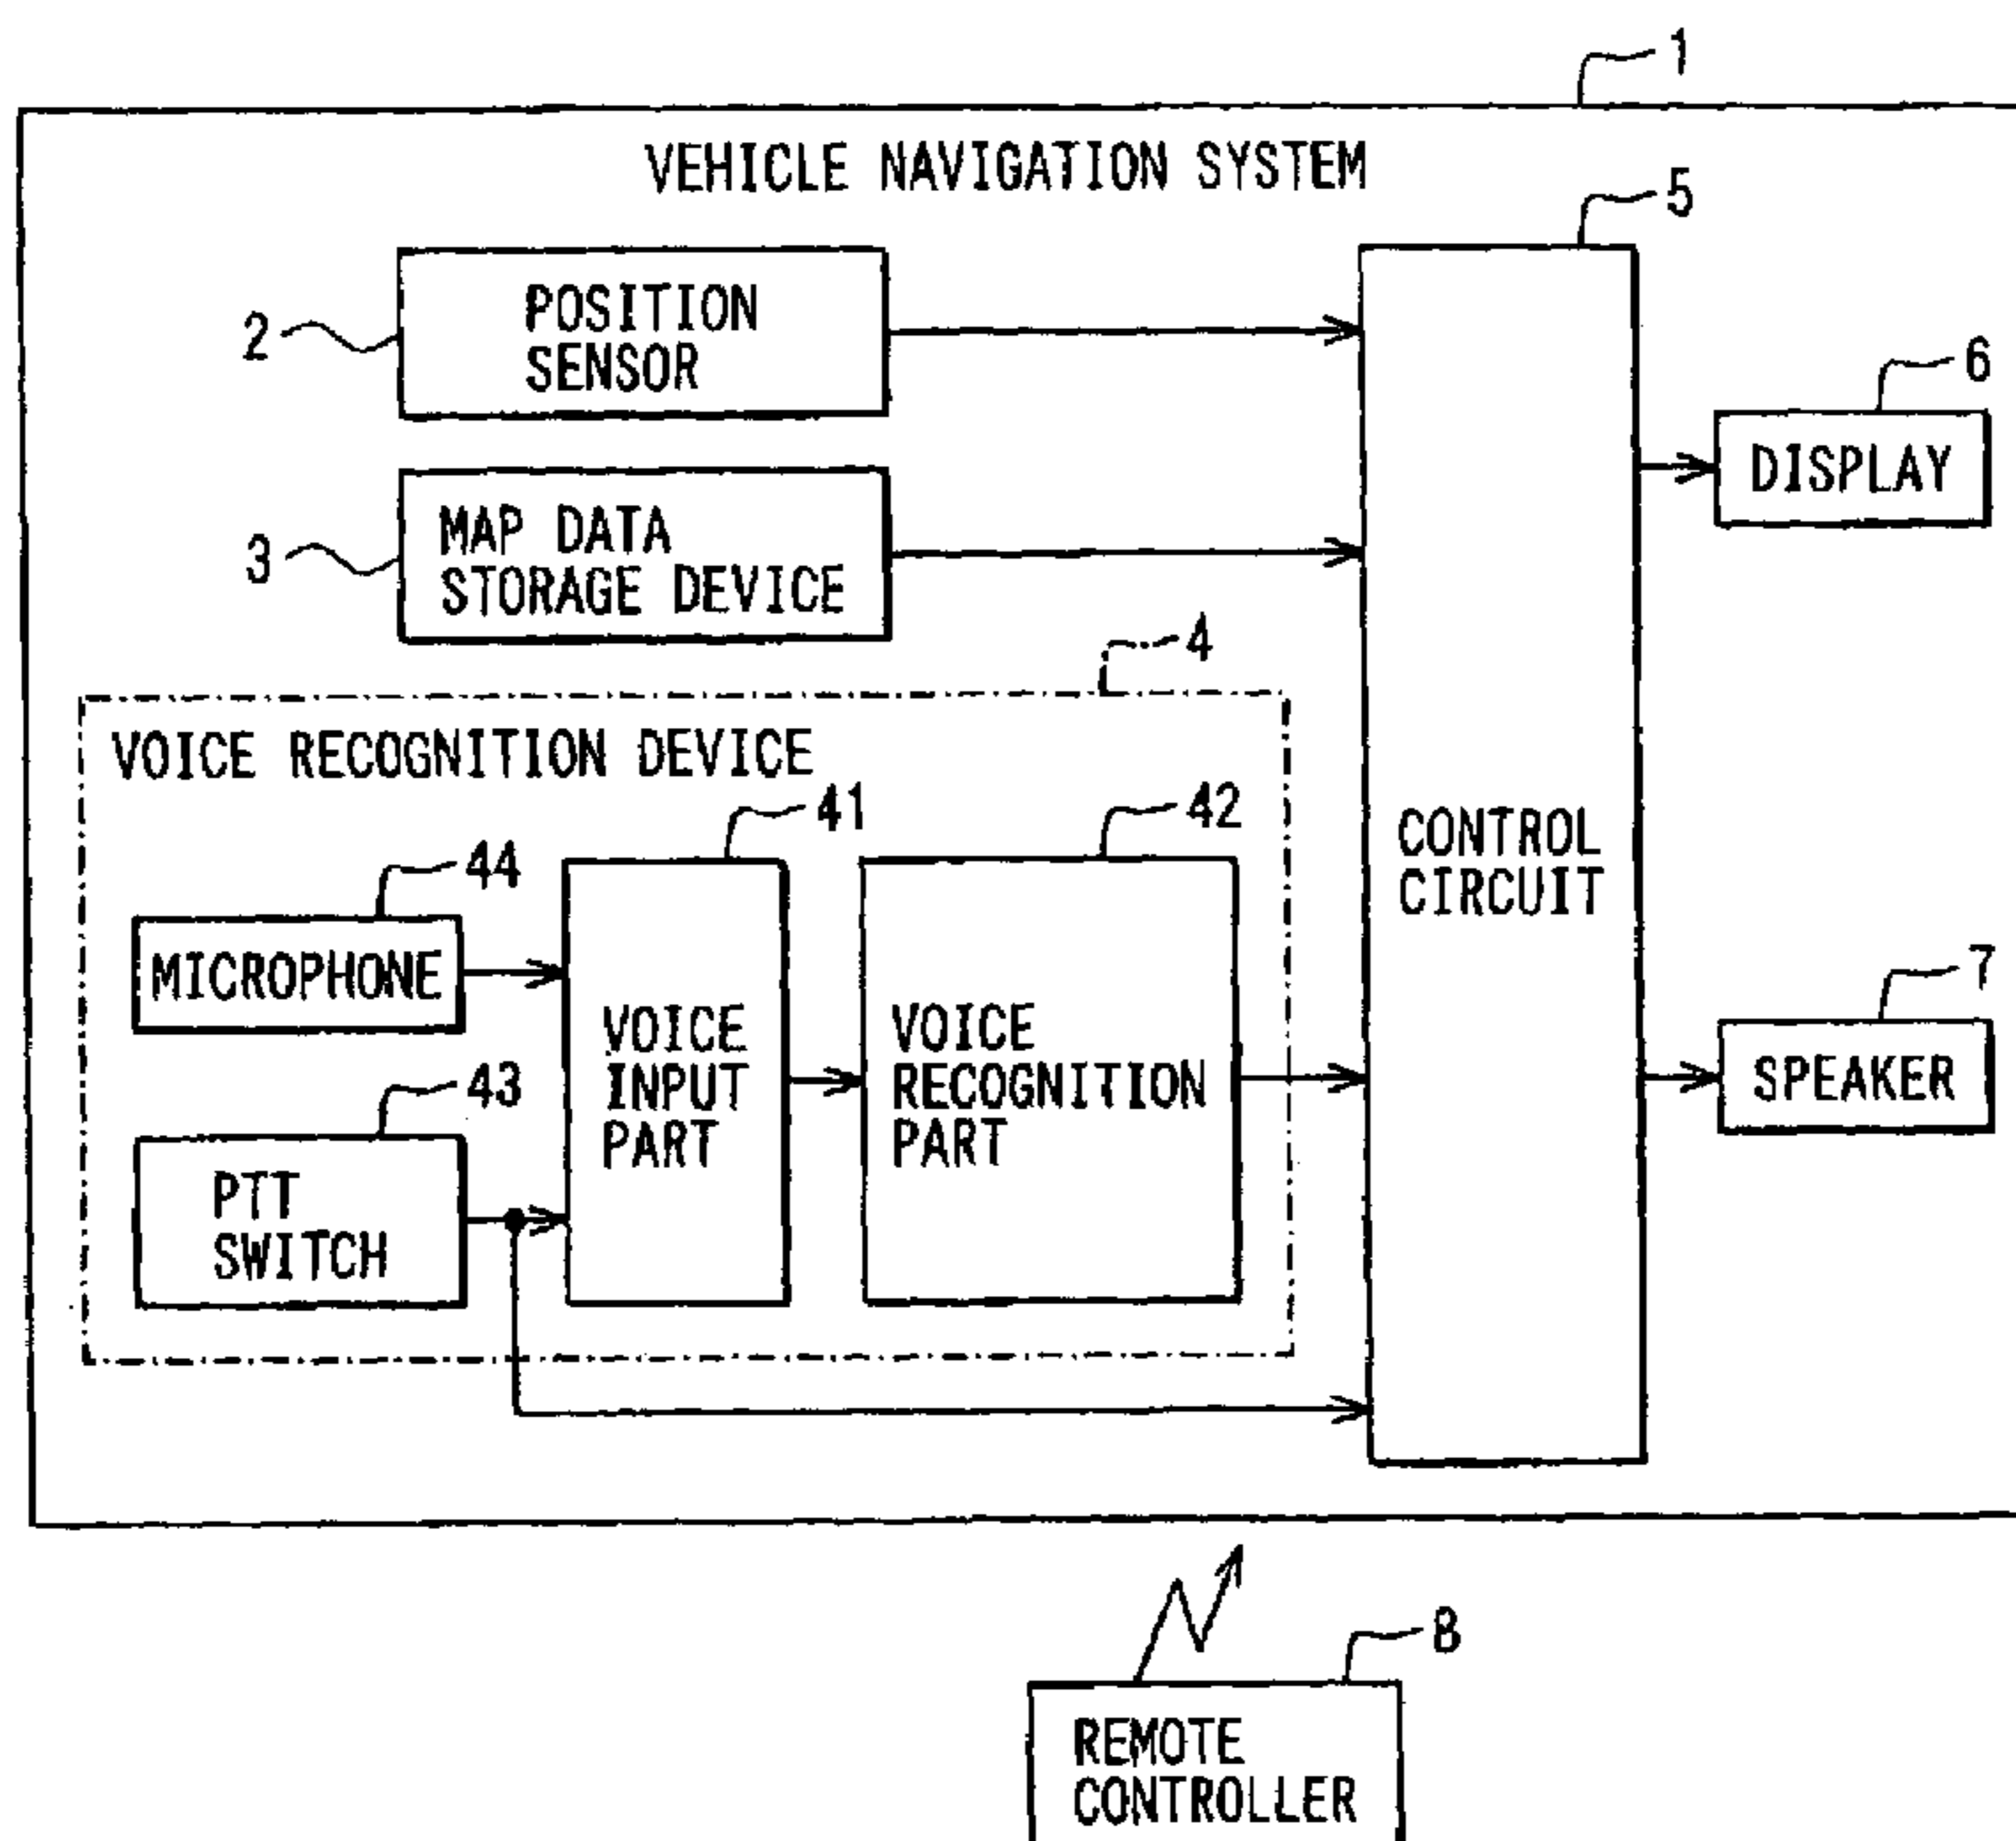 1
VEHICLE NAVIGATION SYSTEM
5
2
POSITION
SENSOR
6
DISPLAY
3
MAP DATA
STORAGE DEVICE
4
VOICE RECOGNITION DEVICE
41
42
44
MICROPHONE
43
PTT
SWITCH
VOICE
INPUT
PART
VOICE
RECOGNITION
PART
CONTROL
CIRCUIT
7
SPEAKER
8
REMOTE
CONTROLLER